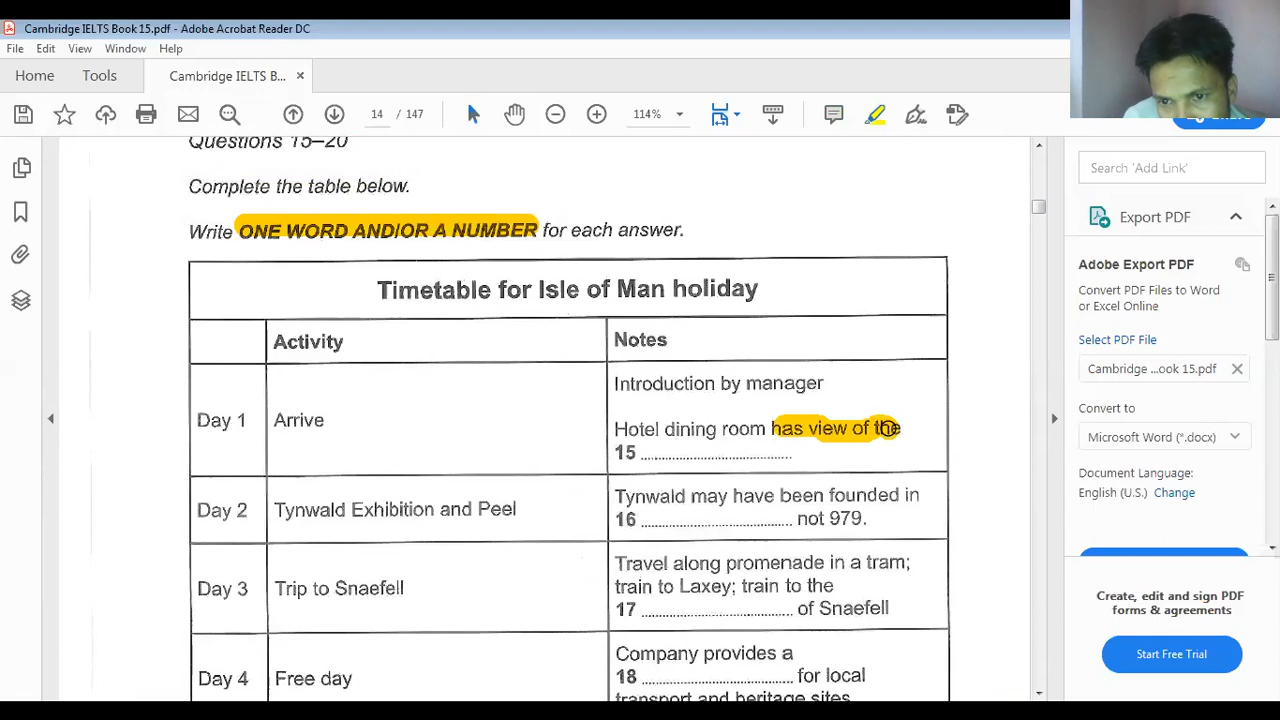 Cambridge IELTS Book 15.pdf - Adobe Acrobat Reader DC
File Edit View Window Help
Home Tools Cambridge IELTS B... ×
14 / 147 114%
Questions 15–20
Complete the table below.
Write ONE WORD AND/OR A NUMBER for each answer.
Timetable for Isle of Man holiday
Activity Notes
Day 1 Arrive Introduction by manager
Hotel dining room has view of the
15 ........................................
Day 2 Tynwald Exhibition and Peel Tynwald may have been founded in
16 ........................................ not 979.
Day 3 Trip to Snaefell Travel along promenade in a tram;
train to Laxey; train to the
17 ........................................ of Snaefell
Day 4 Free day Company provides a
18 ........................................ for local
transport and heritage sites
Search 'Add Link'
Export PDF
Adobe Export PDF
Convert PDF Files to Word
or Excel Online
Select PDF File
Cambridge ...ook 15.pdf ×
Convert to
Microsoft Word (*.docx)
Document Language:
English (U.S.) Change
Create, edit and sign PDF
forms & agreements
Start Free Trial